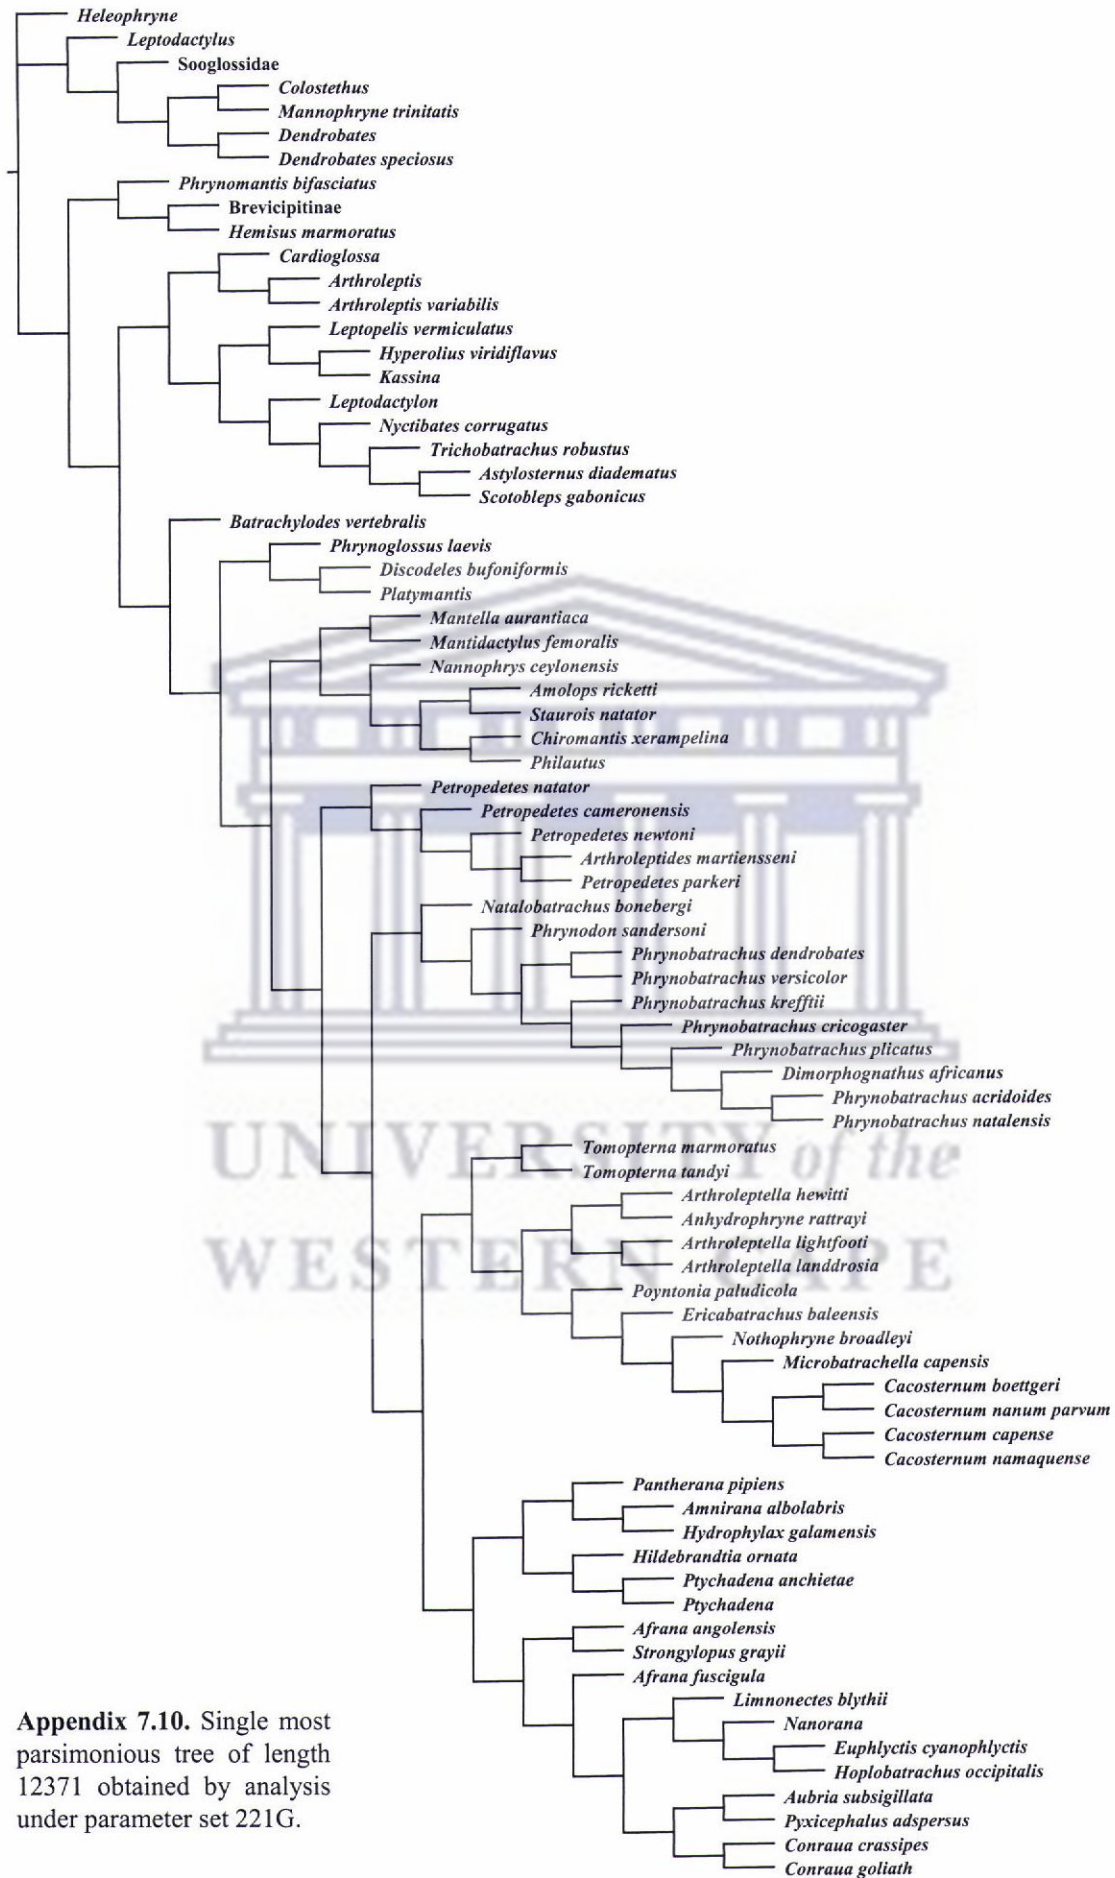 Heleophryne
Leptodactylus
Sooglossidae
Colostethus
Mannophryne trinitatis
Dendrobates
Dendrobates speciosus
Phrynomantis bifasciatus
Brevicipitinae
Hemisus marmoratus
Cardioglossa
Arthroleptis
Arthroleptis variabilis
Leptopelis vermiculatus
Hyperolius viridiflavus
Kassina
Leptodactylon
Nyctibates corrugatus
Trichobatrachus robustus
Astylosternus diadematus
Scotobleps gabonicus
Batrachylodes vertebralis
Phrynoglossus laevis
Discodeles bufoniformis
Platymantis
Mantella aurantiaca
Mantidactylus femoralis
Nannophrys ceylonensis
Amolops ricketti
Staurois natator
Chiromantis xerampelina
Philautus
Petropedetes natator
Petropedetes cameronensis
Petropedetes newtoni
Arthroleptides martiensseni
Petropedetes parkeri
Natalobatrachus bonebergi
Phrynodon sandersoni
Phrynobatrachus dendrobates
Phrynobatrachus versicolor
Phrynobatrachus krefftii
Phrynobatrachus cricogaster
Phrynobatrachus plicatus
Dimorphognathus africanus
Phrynobatrachus acridoides
Phrynobatrachus natalensis
Tomopterna marmoratus
Tomopterna tandyi
Arthroleptella hewitti
Anhydrophryne rattrayi
Arthroleptella lightfooti
Arthroleptella landdrosia
Poyntonia paludicola
Ericabatrachus baleensis
Nothophryne broadleyi
Microbatrachella capensis
Cacosternum boettgeri
Cacosternum nanum parvum
Cacosternum capense
Cacosternum namaquense
Pantherana pipiens
Amnirana albolabris
Hydrophylax galamensis
Hildebrandtia ornata
Ptychadena anchietae
Ptychadena
Afrana angolensis
Strongylopus grayii
Afrana fuscigula
Limnonectes blythii
Nanorana
Euphlyctis cyanophlyctis
Hoplobatrachus occipitalis
Aubria subsigillata
Pyxicephalus adspersus
Conraua crassipes
Conraua goliath
UNIVERSITY of the
WESTERN CAPE
Appendix 7.10. Single most
parsimonious tree of length
12371 obtained by analysis
under parameter set 221G.